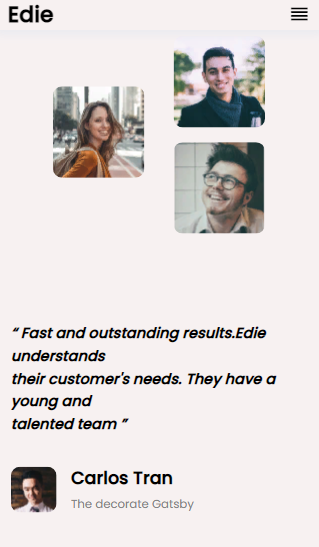 Edie
“ Fast and outstanding results.Edie
understands
their customer's needs. They have a
young and
talented team ”
Carlos Tran
The decorate Gatsby